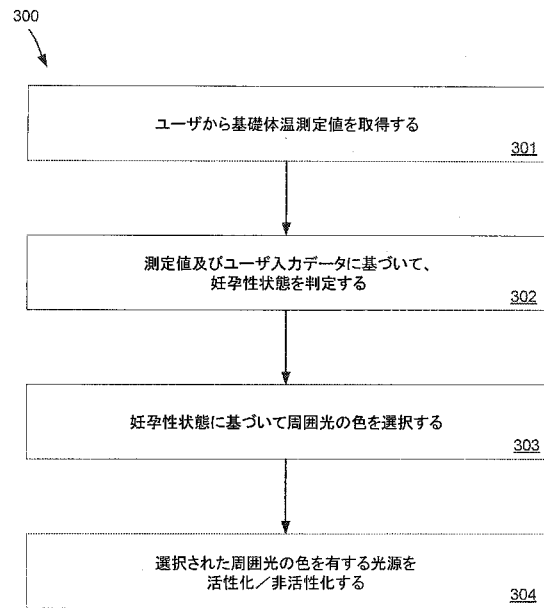 300
ユーザから基礎体温測定値を取得する
301
測定値及びユーザ入力データに基づいて、
妊孕性状態を判定する
302
妊孕性状態に基づいて周囲光の色を選択する
303
選択された周囲光の色を有する光源を
活性化／非活性化する
304